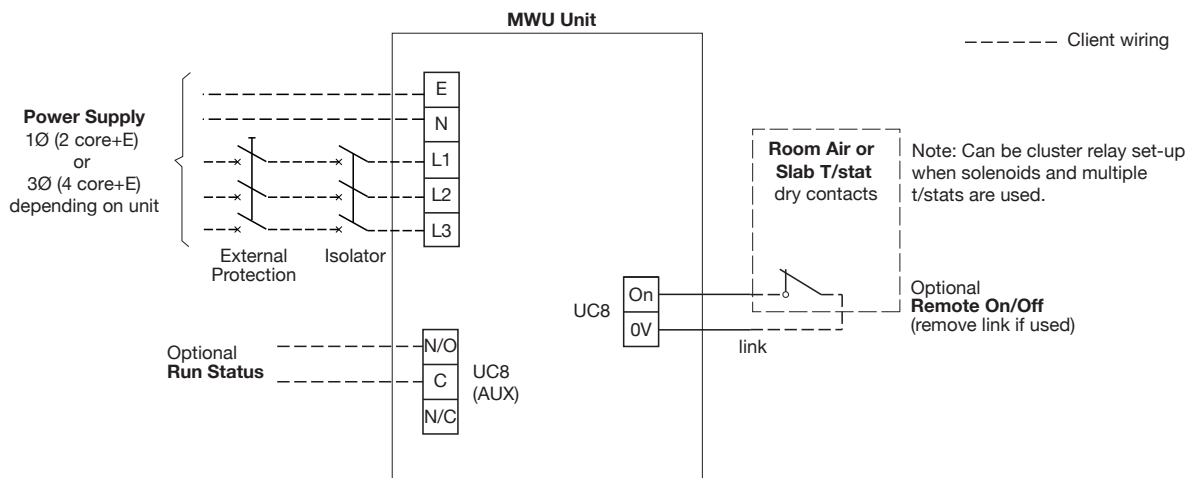 MWU Unit
Client wiring
Power Supply
1Ø (2 core+E)
or
3Ø (4 core+E)
depending on unit
E
N
L1
L2
L3
External
Protection
Isolator
Room Air or
Slab T/stat
dry contacts
Note: Can be cluster relay set-up
when solenoids and multiple
t/stats are used.
UC8
On
0V
link
Optional
Remote On/Off
(remove link if used)
Optional
Run Status
N/O
C
N/C
UC8
(AUX)